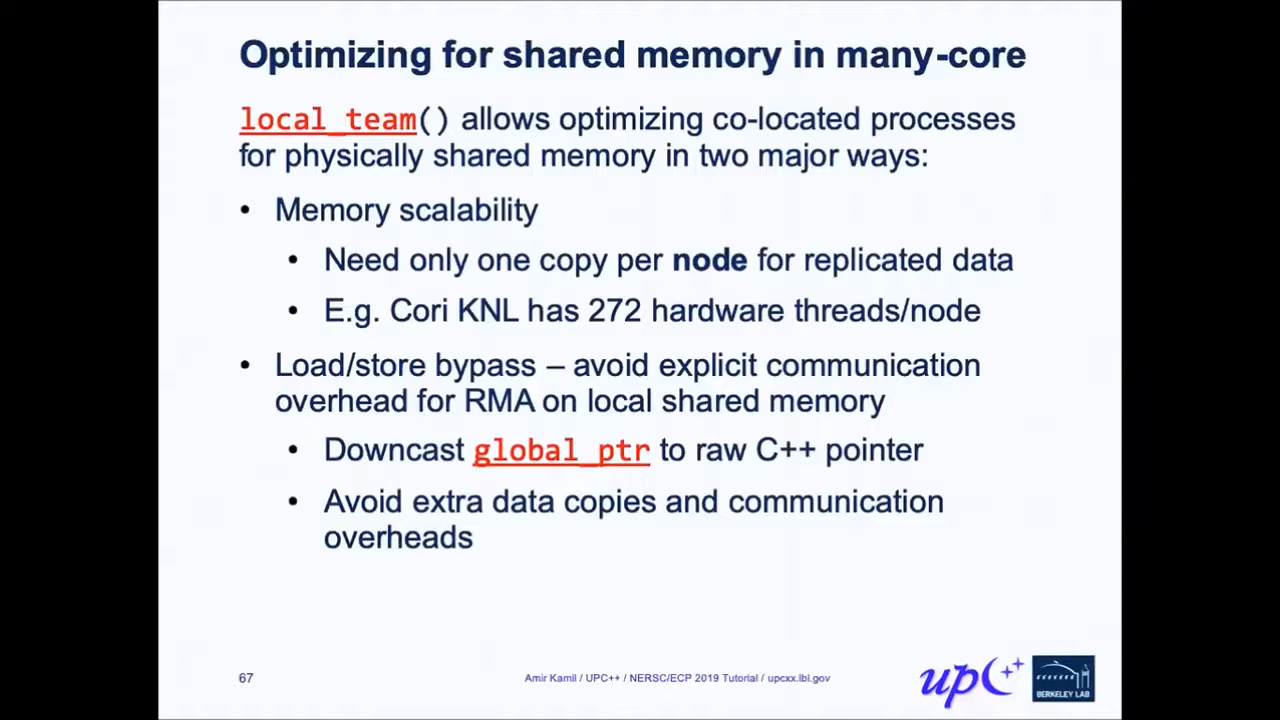 Optimizing for shared memory in many-core
local_team() allows optimizing co-located processes
for physically shared memory in two major ways:
• Memory scalability
• Need only one copy per node for replicated data
• E.g. Cori KNL has 272 hardware threads/node
• Load/store bypass – avoid explicit communication
overhead for RMA on local shared memory
• Downcast global_ptr to raw C++ pointer
• Avoid extra data copies and communication
overheads
67
Amir Kamil / UPC++ / NERSC/ECP 2019 Tutorial / upcxx.lbl.gov
upC++
BERKELEY LAB